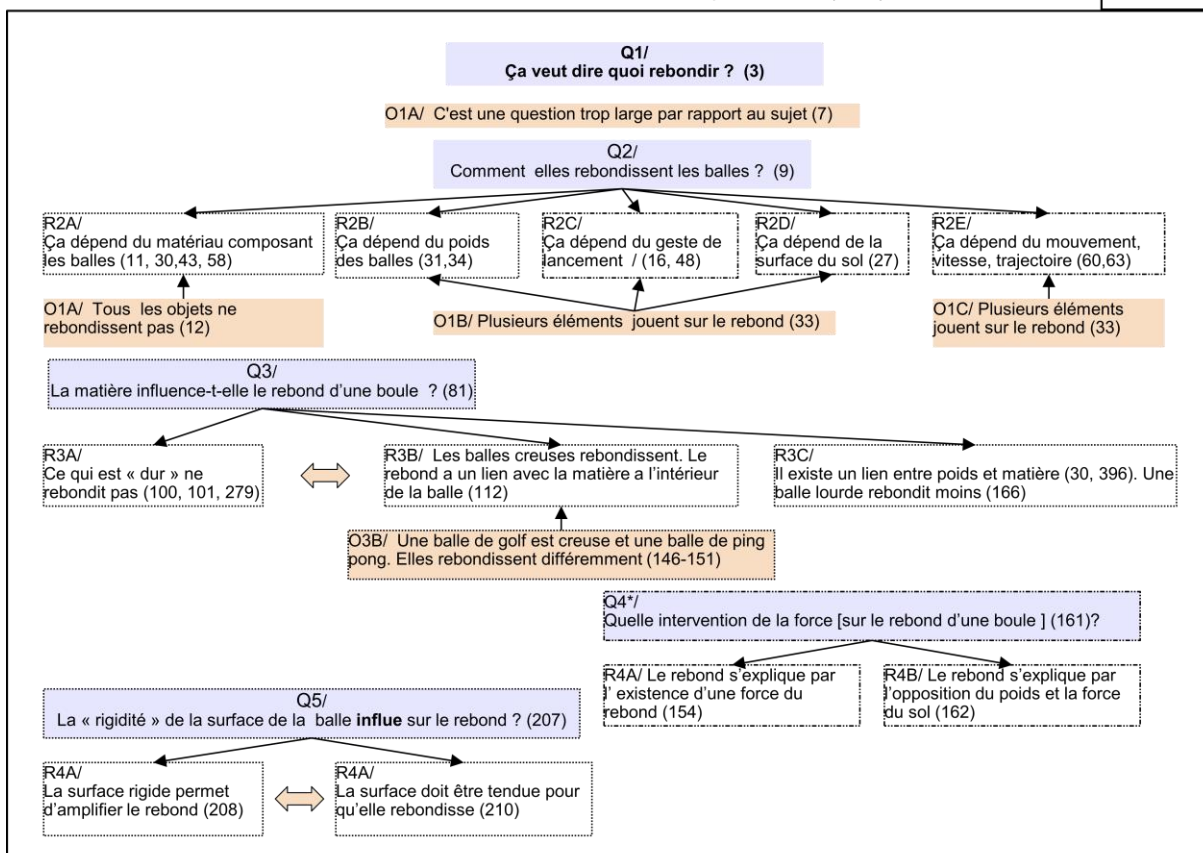 Q1/
Ça veut dire quoi rebondir ? (3)
O1A/ C'est une question trop large par rapport au sujet (7)
Q2/
Comment elles rebondissent les balles ? (9)
R2A/
Ça dépend du matériau composant
les balles (11, 30,43, 58)
R2B/
Ça dépend du poids
des balles (31,34)
R2C/
Ça dépend du geste de
lancement / (16, 48)
R2D/
Ça dépend de la
surface du sol (27)
R2E/
Ça dépend du mouvement,
vitesse, trajectoire (60,63)
O1A/ Tous les objets ne
rebondissent pas (12)
O1B/ Plusieurs éléments jouent sur le rebond (33)
O1C/ Plusieurs éléments
jouent sur le rebond (33)
Q3/
La matière influence-t-elle le rebond d'une boule ? (81)
R3A/
Ce qui est « dur » ne
rebondit pas (100, 101, 279)
R3B/ Les balles creuses rebondissent. Le
rebond a un lien avec la matière a l'intérieur
de la balle (112)
R3C/
Il existe un lien entre poids et matière (30, 396). Une
balle lourde rebondit moins (166)
O3B/ Une balle de golf est creuse et une balle de ping
pong. Elles rebondissent différemment (146-151)
Q4*/
Quelle intervention de la force [sur le rebond d'une boule ] (161)?
R4A/ Le rebond s'explique par
l' existence d'une force du
rebond (154)
R4B/ Le rebond s'explique par
l'opposition du poids et la force
du sol (162)
Q5/
La « rigidité » de la surface de la balle influe sur le rebond ? (207)
R4A/
La surface rigide permet
d'amplifier le rebond (208)
R4A/
La surface doit être tendue pour
qu'elle rebondisse (210)